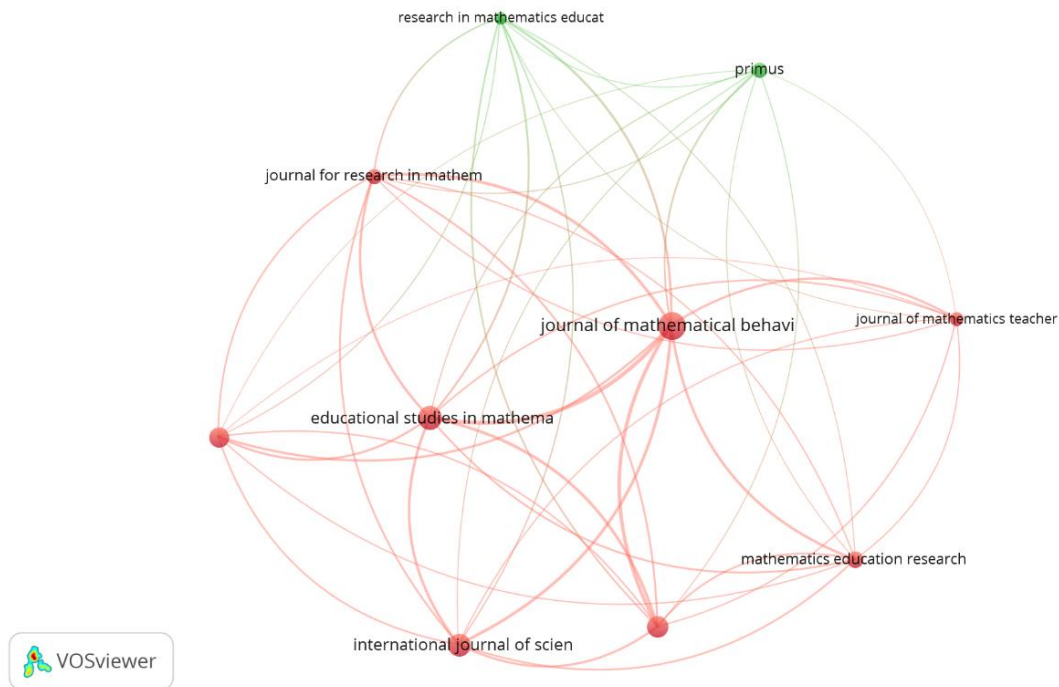 research in mathematics educat
primus
journal for research in mathem
journal of mathematical behavi
journal of mathematics teacher
educational studies in mathema
mathematics education research
international journal of scien
VOSviewer